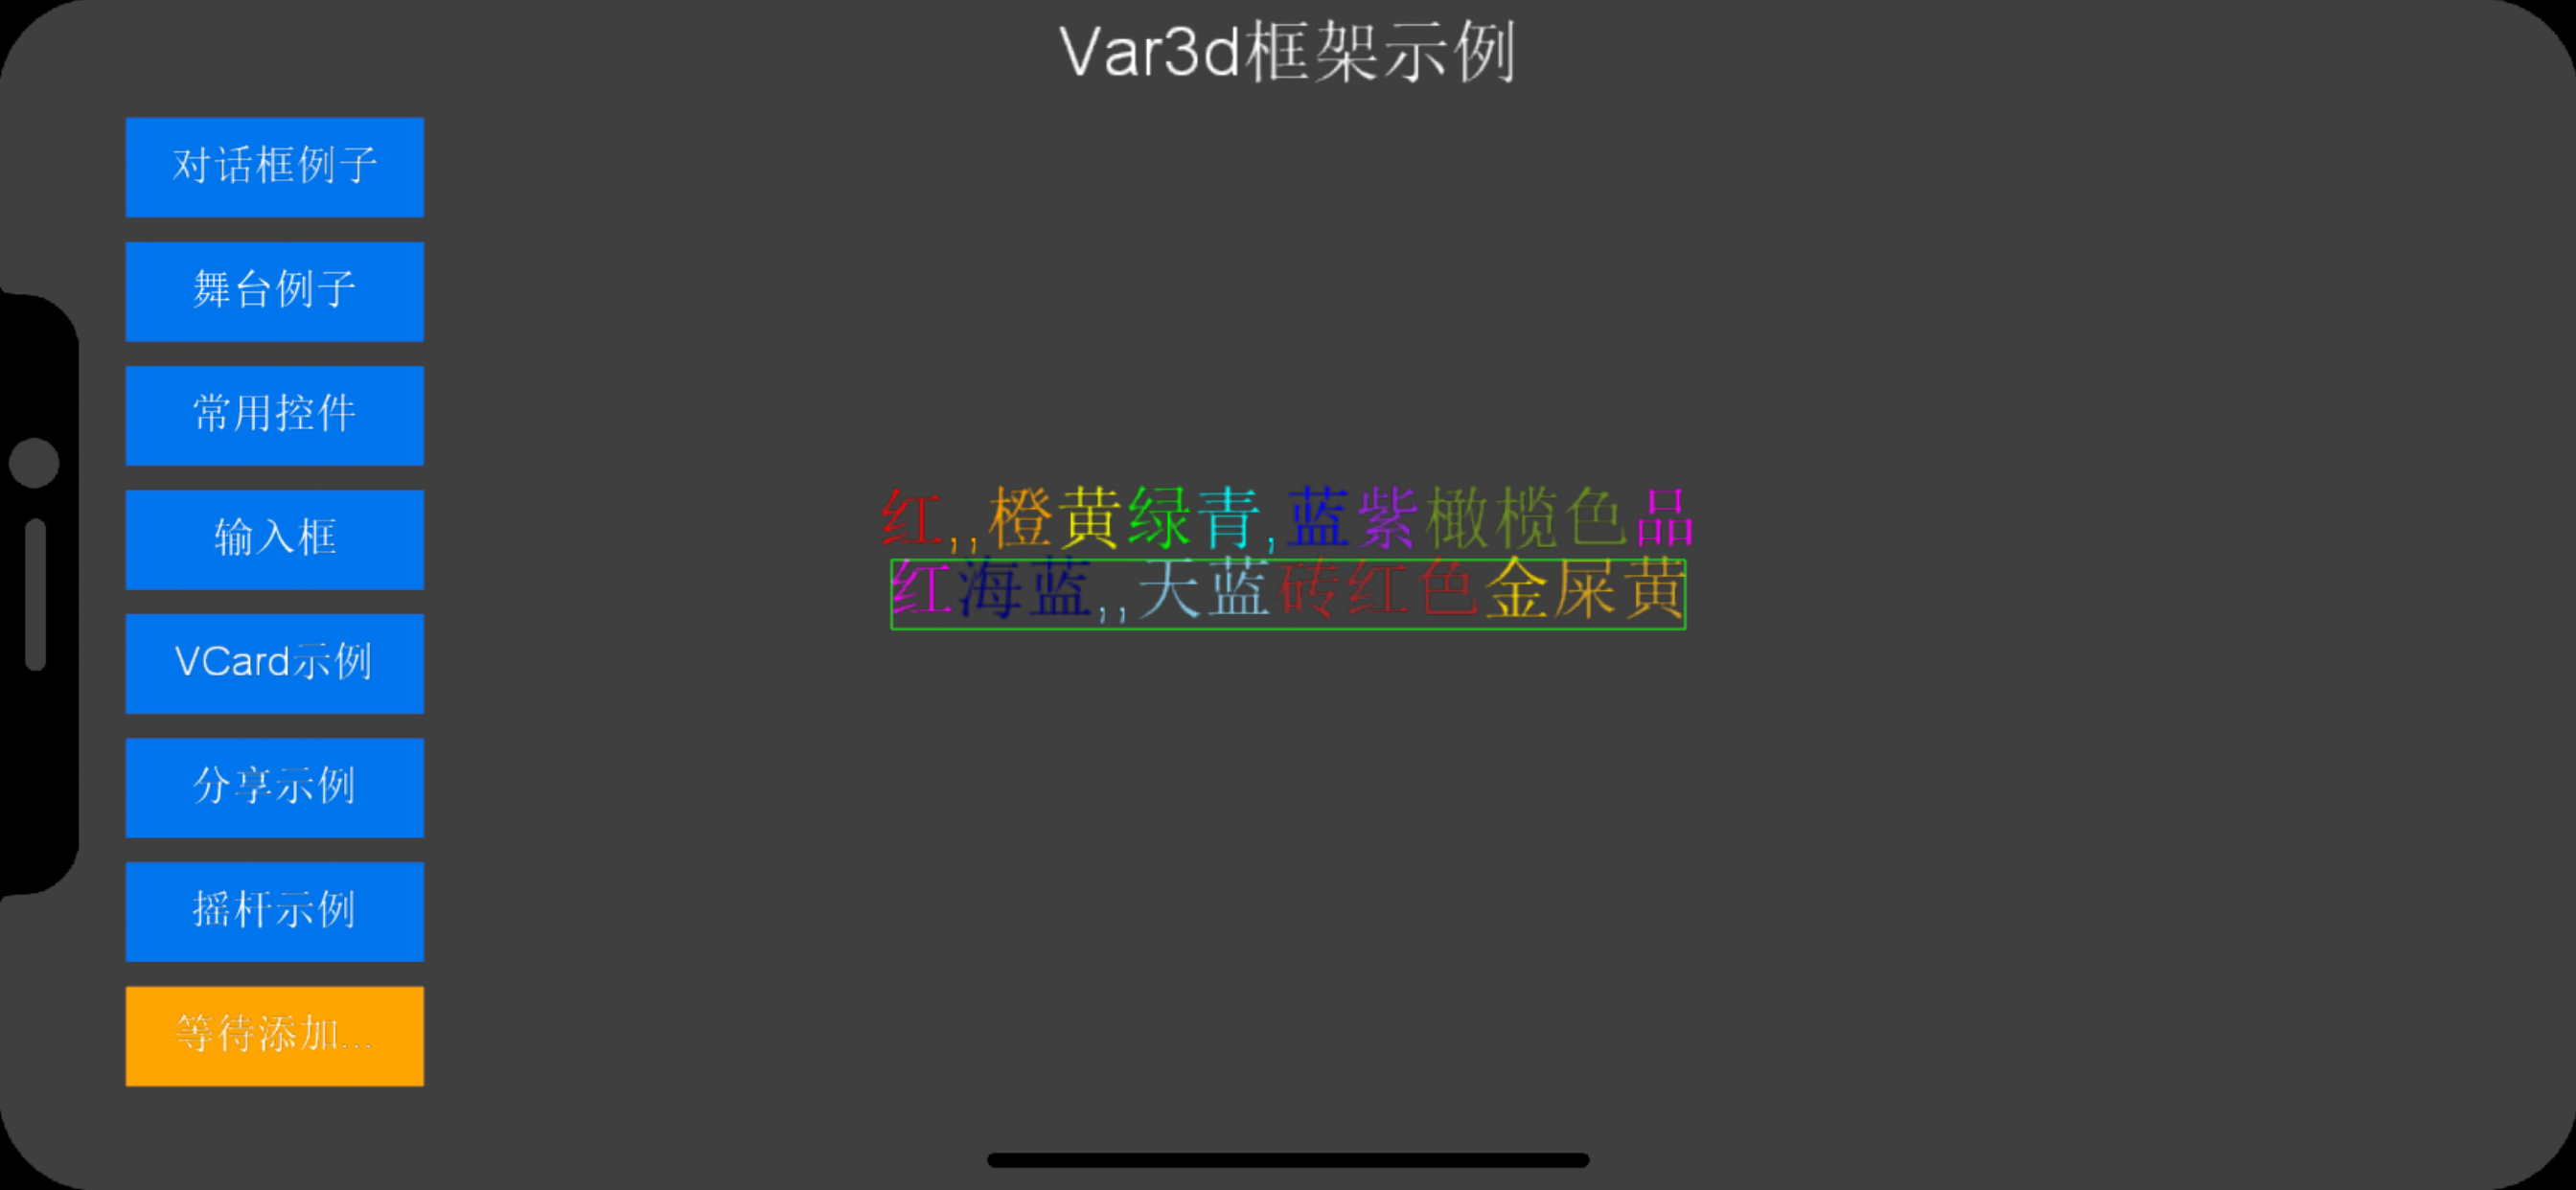 Var3d框架示例
对话框例子
舞台例子
常用控件
输入框
VCard示例
分享示例
摇杆示例
等待添加...
红,,橙黄绿青,蓝紫橄榄色品
红海蓝,,天蓝砖红色金屎黄